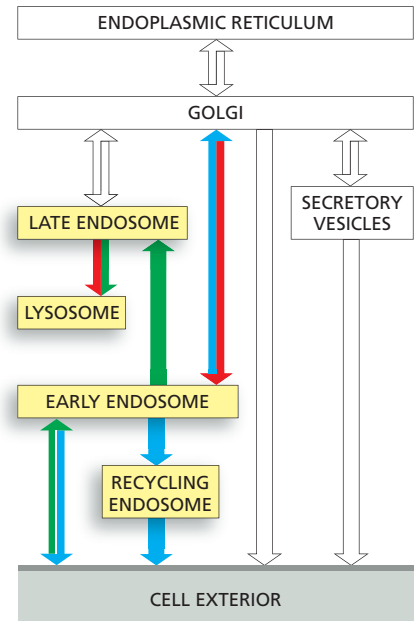 ENDOPLASMIC RETICULUM
GOLGI
LATE ENDOSOME
SECRETORY
VESICLES
LYSOSOME
EARLY ENDOSOME
RECYCLING
ENDOSOME
CELL EXTERIOR